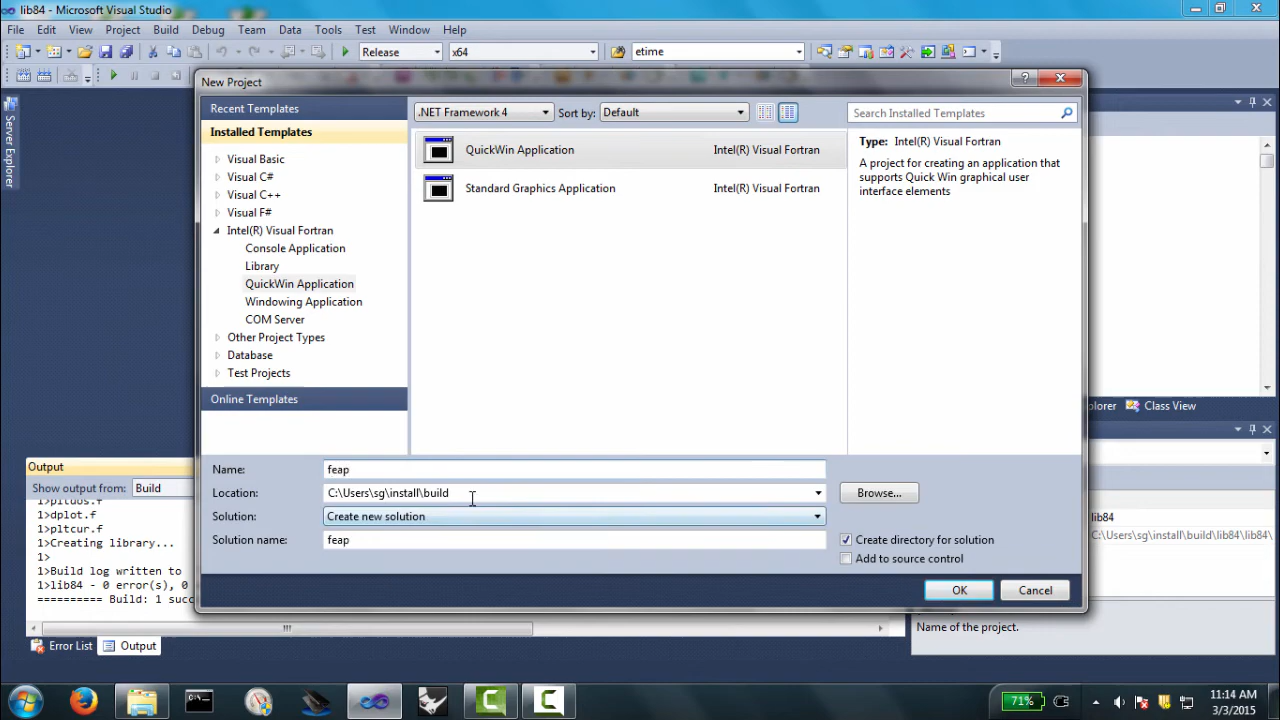 lib84 - Microsoft Visual Studio
File Edit View Project Build Debug Team Data Tools Test Window Help
Release x64 etime
New Project
Recent Templates
Installed Templates
Visual Basic
Visual C#
Visual C++
Visual F#
Intel(R) Visual Fortran
Console Application
Library
QuickWin Application
Windowing Application
COM Server
Other Project Types
Database
Test Projects
Online Templates
.NET Framework 4 Sort by: Default
QuickWin Application Intel(R) Visual Fortran
Standard Graphics Application Intel(R) Visual Fortran
Search Installed Templates
Type: Intel(R) Visual Fortran
A project for creating an application that
supports Quick Win graphical user
interface elements
Name: feap
Location: C:\Users\sg\install\build
Solution: Create new solution
Solution name: feap
Browse...
Create directory for solution
Add to source control
OK Cancel
Server Explorer
Output
Show output from: Build
1>dplot.f
1>pltcur.f
1>Creating library...
1>
1>Build log written to
1>lib84 - 0 error(s), 0
========== Build: 1 succ
Error List Output
plorer Class View
lib84
C:\Users\sg\install\build\lib84\lib84\
Name of the project.
71%
11:14 AM
3/3/2015